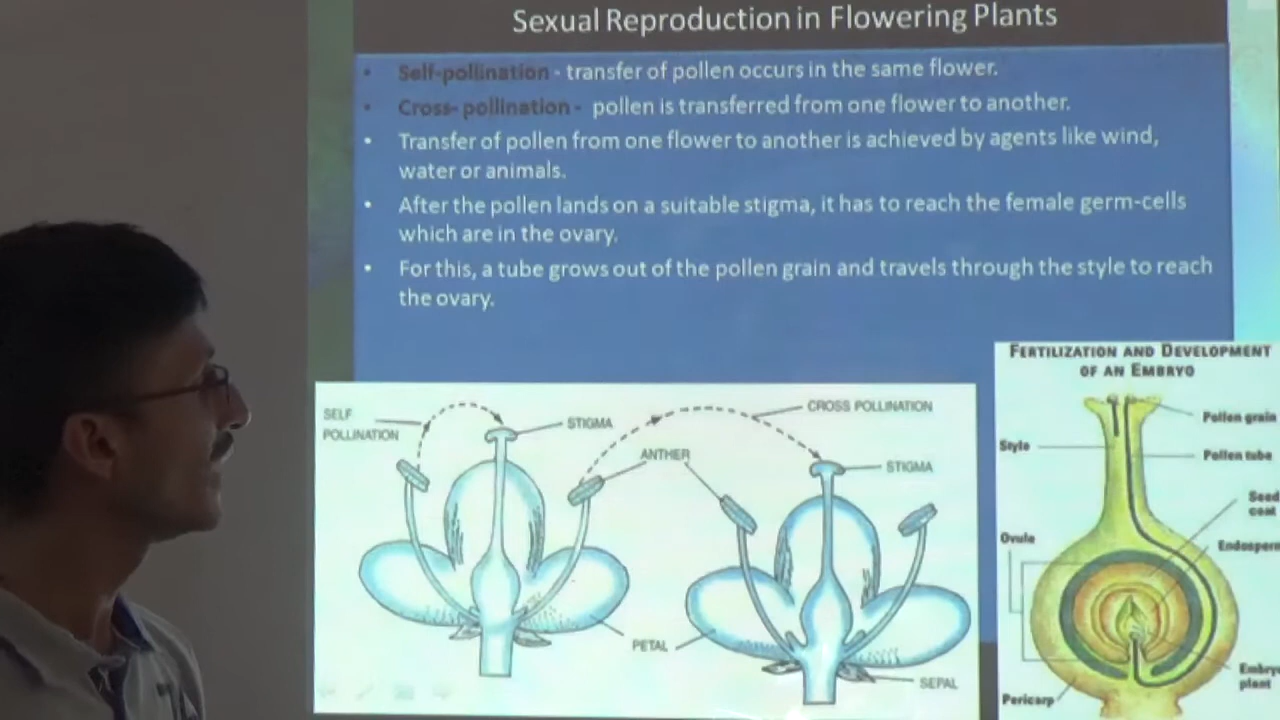 Sexual Reproduction in Flowering Plants
• Self-pollination - transfer of pollen occurs in the same flower.
• Cross- pollination - pollen is transferred from one flower to another.
• Transfer of pollen from one flower to another is achieved by agents like wind,
water or animals.
• After the pollen lands on a suitable stigma, it has to reach the female germ-cells
which are in the ovary.
• For this, a tube grows out of the pollen grain and travels through the style to reach
the ovary.
SELF
POLLINATION
STIGMA
ANTHER
CROSS POLLINATION
STIGMA
PETAL
SEPAL
FERTILIZATION AND DEVELOPMENT
OF AN EMBRYO
Pollen grain
Style
Pollen tube
Seed
coat
Ovule
Endosperm
Embryo
plant
Pericarp